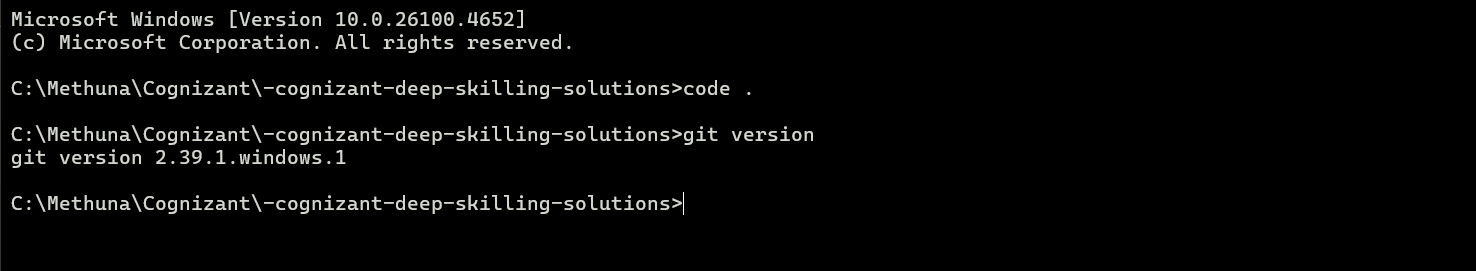 Microsoft Windows [Version 10.0.26100.4652]
(c) Microsoft Corporation. All rights reserved.
C:\Methuna\Cognizant\-cognizant-deep-skilling-solutions>code .
C:\Methuna\Cognizant\-cognizant-deep-skilling-solutions>git version
git version 2.39.1.windows.1
C:\Methuna\Cognizant\-cognizant-deep-skilling-solutions>